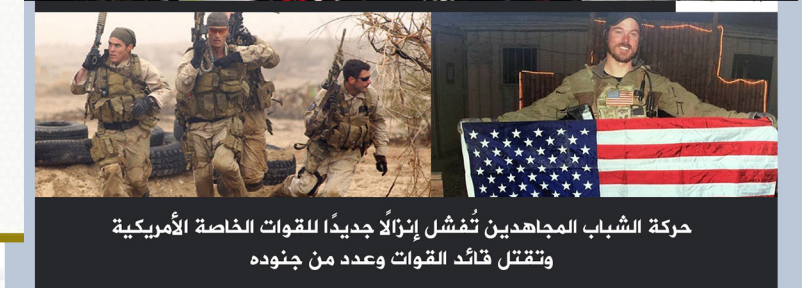 حركة الشباب المجاهدين تُفشل إنزالًا جديدًا للقوات الخاصة الأمريكية
وتقتل قائد القوات وعدد من جنوده